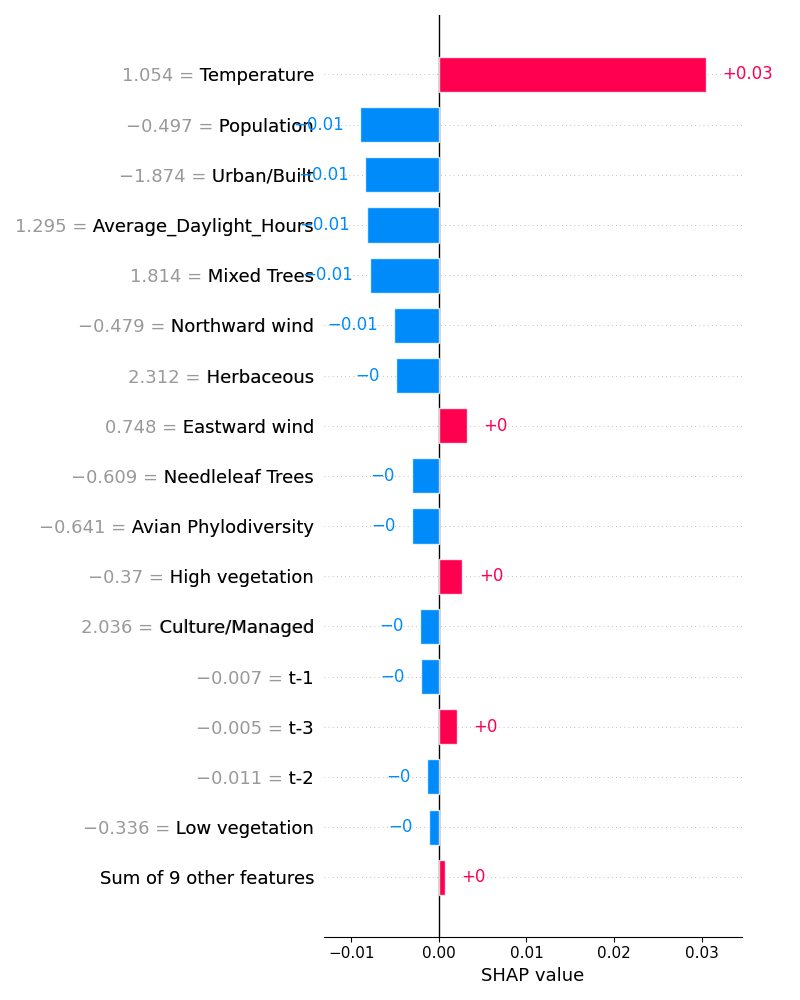 1.054 = Temperature +0.03
−0.497 = Population −0.01
−1.874 = Urban/Built −0.01
1.295 = Average_Daylight_Hours −0.01
1.814 = Mixed Trees −0.01
−0.479 = Northward wind −0.01
2.312 = Herbaceous −0
0.748 = Eastward wind +0
−0.609 = Needleleaf Trees −0
−0.641 = Avian Phylodiversity −0
−0.37 = High vegetation +0
2.036 = Culture/Managed −0
−0.007 = t-1 −0
−0.005 = t-3 +0
−0.011 = t-2 −0
−0.336 = Low vegetation −0
Sum of 9 other features +0
−0.01 0.00 0.01 0.02 0.03
SHAP value